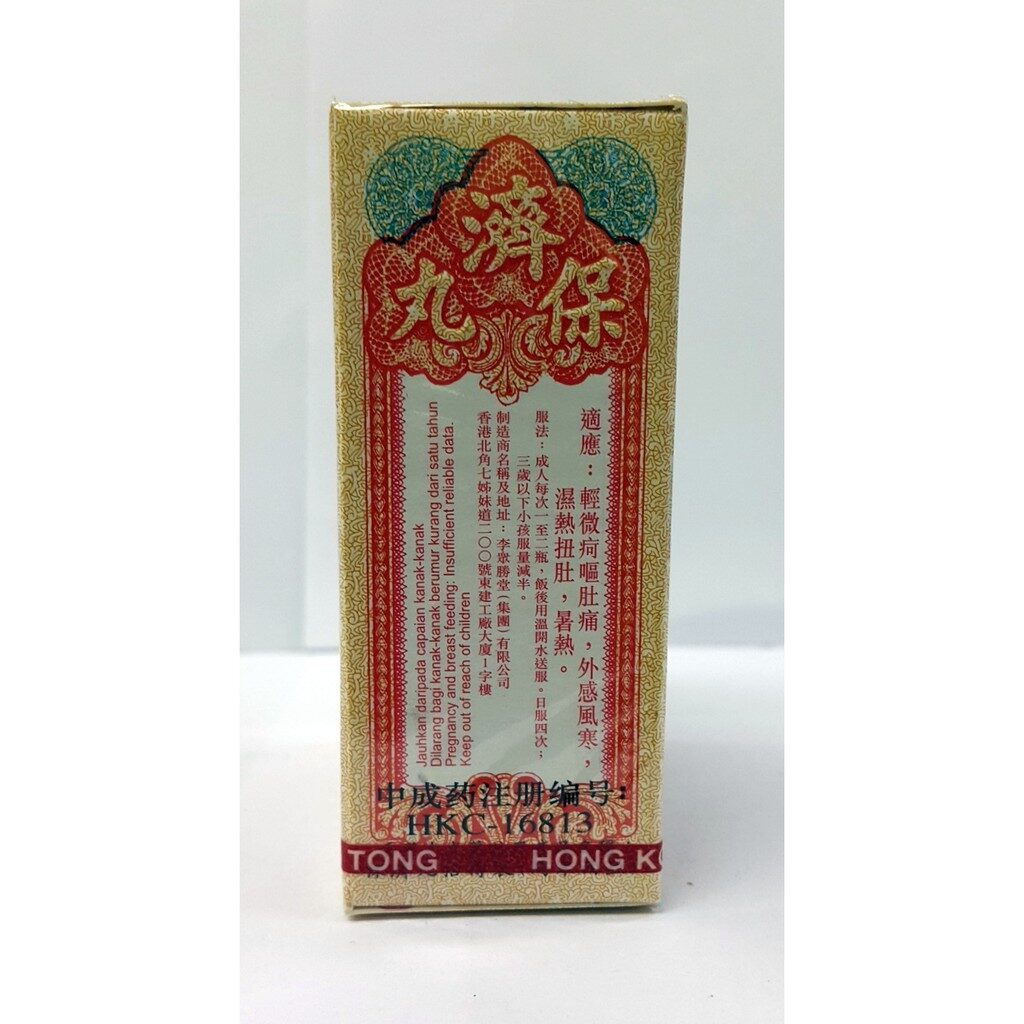 保濟丸
適應：輕微疴嘔肚痛，外感風寒，
濕熱扭肚，暑熱。
服法：成人每次一至二瓶，飯後用溫開水送服。日服四次；
三歲以下小孩服量減半。
制造商名稱及地址：李眾勝堂（集團）有限公司
香港北角七姊妹道二〇〇號東建工廠大廈1字樓
Jauhkan daripada capaian kanak-kanak
Dilarang bagi kanak-kanak berumur kurang dari satu tahun
Pregnancy and breast feeding: Insufficient reliable data.
Keep out of reach of children
中成药注册编号:
HKC-16813
TONG HONG